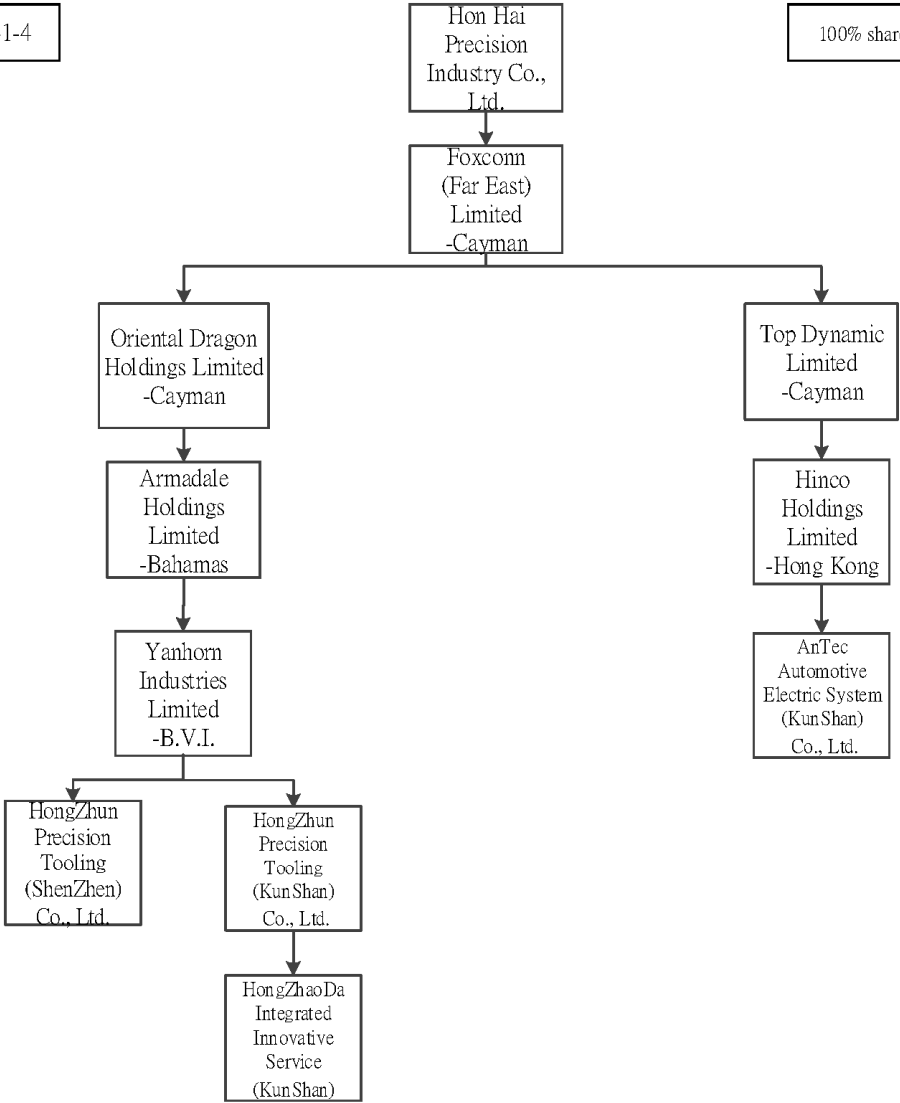 1-4
Hon Hai
Precision
Industry Co.,
Ltd.
100% shar
Foxconn
(Far East)
Limited
-Cayman
Oriental Dragon
Holdings Limited
-Cayman
Top Dynamic
Limited
-Cayman
Armadale
Holdings
Limited
-Bahamas
Hinco
Holdings
Limited
-Hong Kong
Yanhorn
Industries
Limited
-B.V.I.
AnTec
Automotive
Electric System
(KunShan)
Co., Ltd.
HongZhun
Precision
Tooling
(ShenZhen)
Co., Ltd.
HongZhun
Precision
Tooling
(KunShan)
Co., Ltd.
HongZhaoDa
Integrated
Innovative
Service
(KunShan)